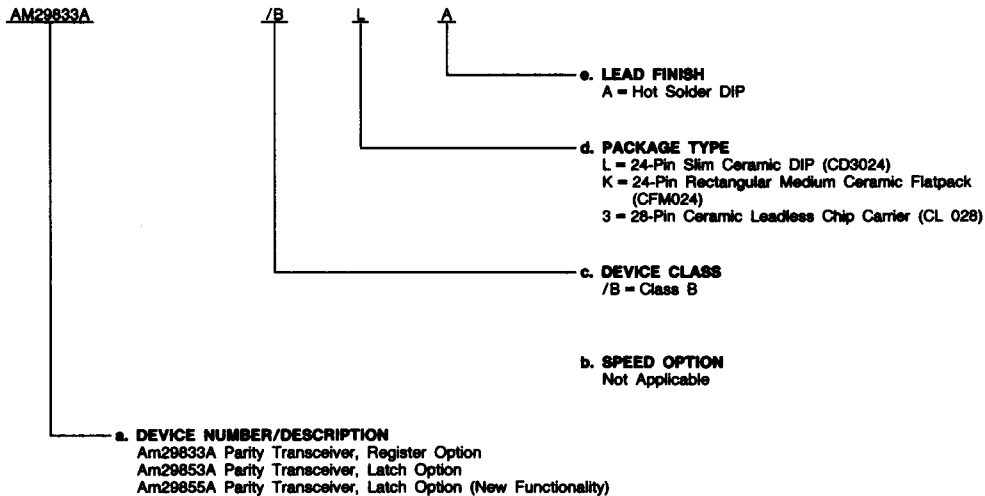 AM29833A /B L A
e. LEAD FINISH
A = Hot Solder DIP
d. PACKAGE TYPE
L = 24-Pin Slim Ceramic DIP (CD3024)
K = 24-Pin Rectangular Medium Ceramic Flatpack
(CFM024)
3 = 28-Pin Ceramic Leadless Chip Carrier (CL 028)
c. DEVICE CLASS
/B = Class B
b. SPEED OPTION
Not Applicable
a. DEVICE NUMBER/DESCRIPTION
Am29833A Parity Transceiver, Register Option
Am29853A Parity Transceiver, Latch Option
Am29855A Parity Transceiver, Latch Option (New Functionality)